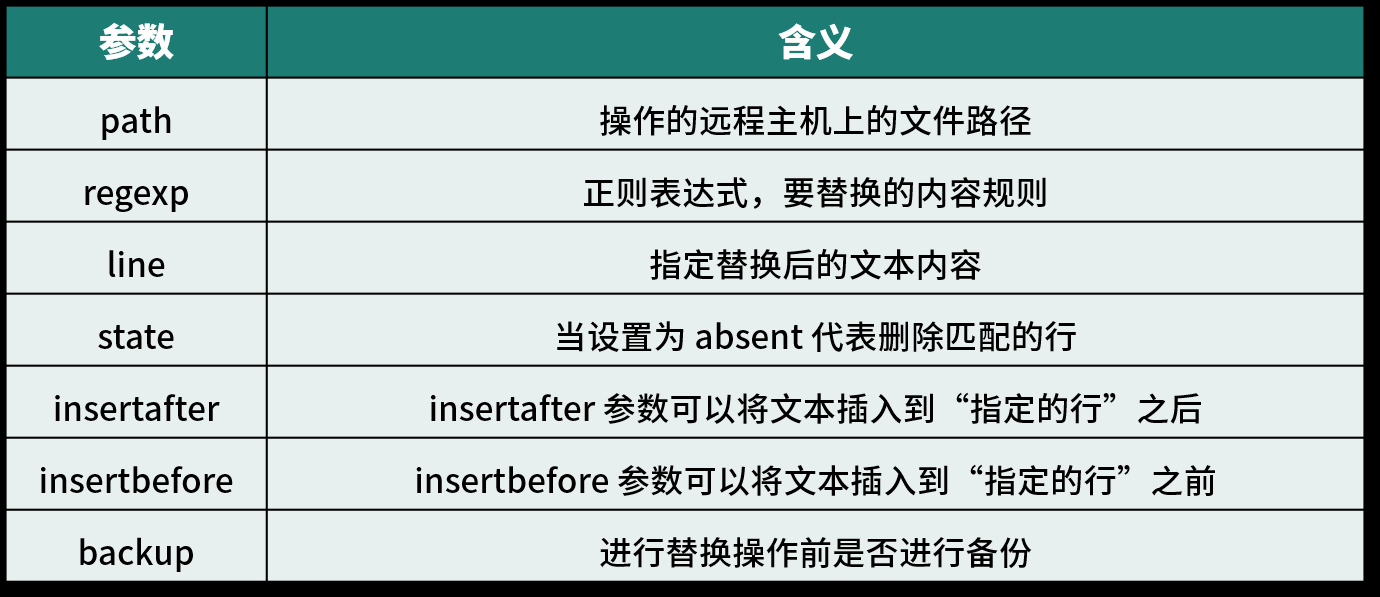 参数 含义
path 操作的远程主机上的文件路径
regexp 正则表达式，要替换的内容规则
line 指定替换后的文本内容
state 当设置为 absent 代表删除匹配的行
insertafter insertafter 参数可以将文本插入到“指定的行”之后
insertbefore insertbefore 参数可以将文本插入到“指定的行”之前
backup 进行替换操作前是否进行备份